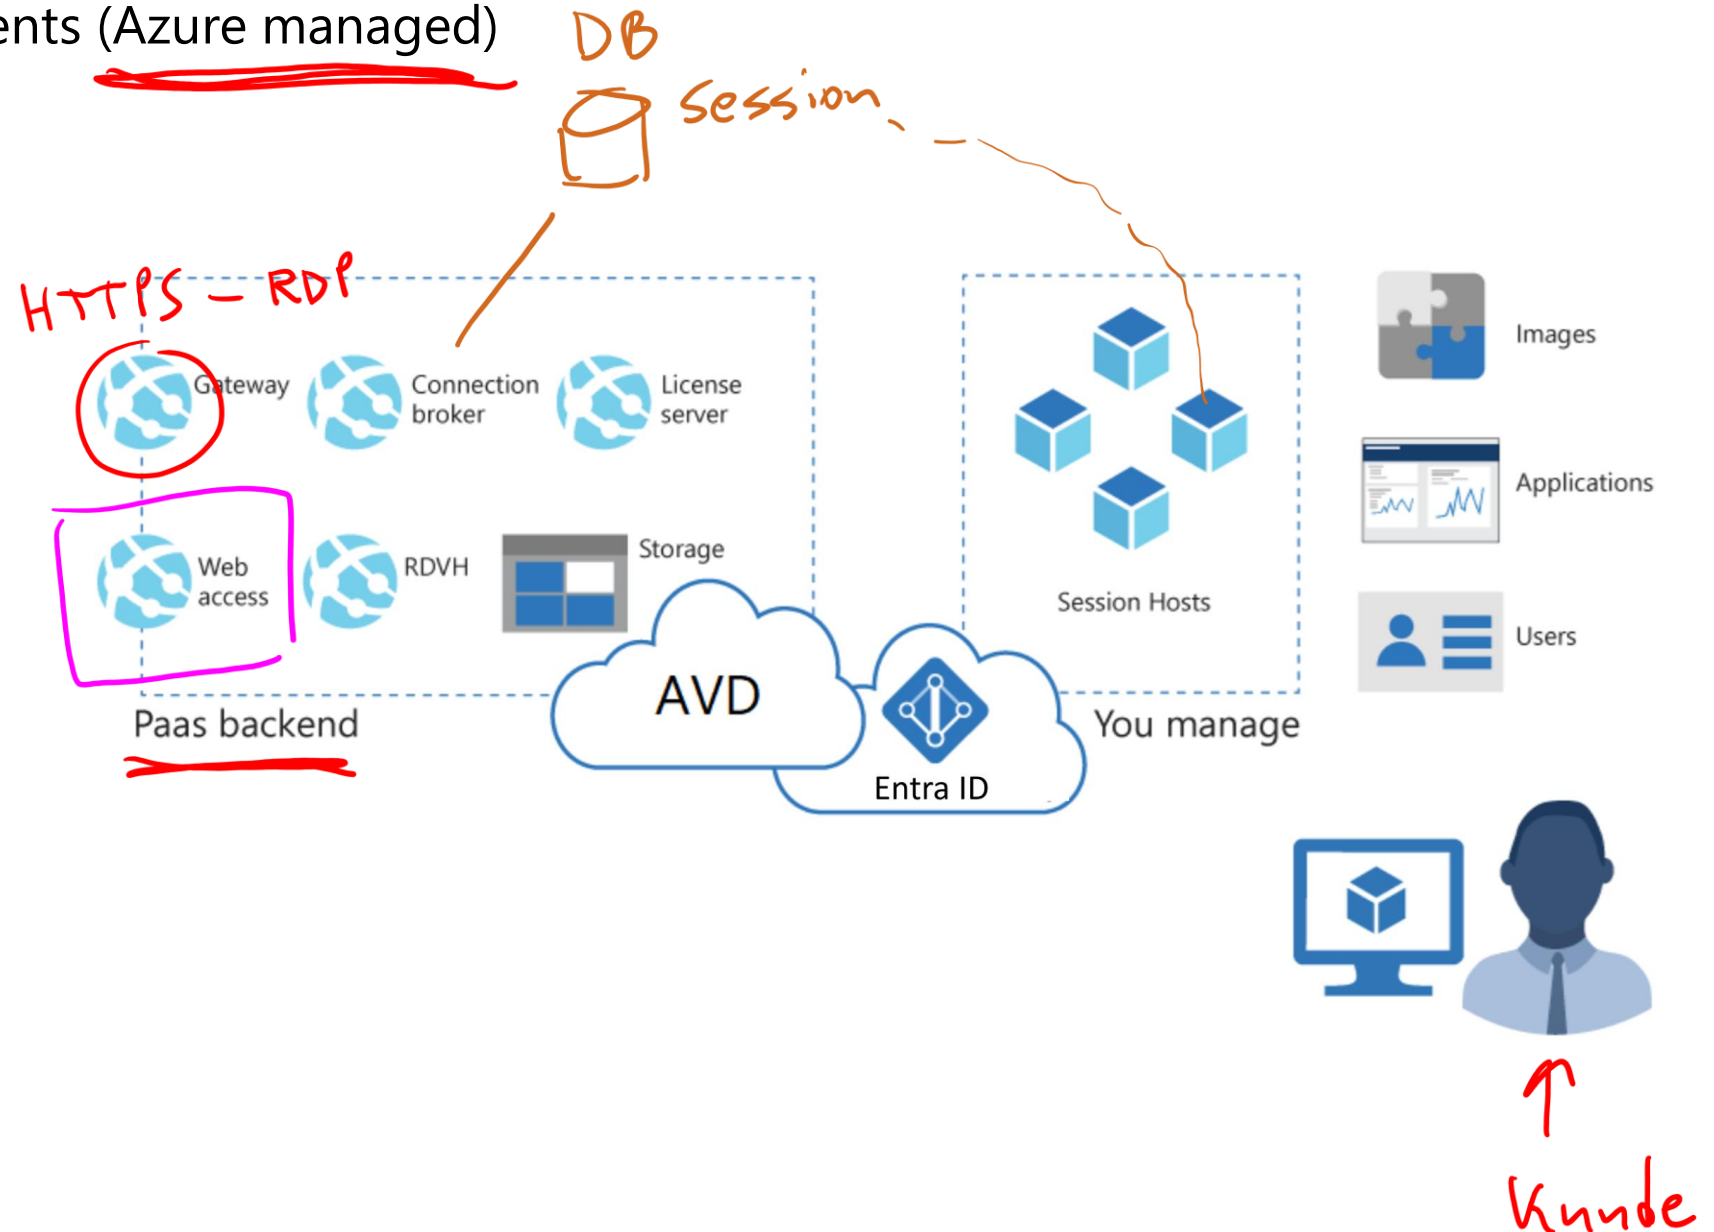 ents (Azure managed)
DB
session
HTTPS - RDP
Gateway
Connection
broker
License
server
Images
Applications
Web
access
RDVH
Storage
Session Hosts
Users
AVD
Paas backend
You manage
Entra ID
Kunde